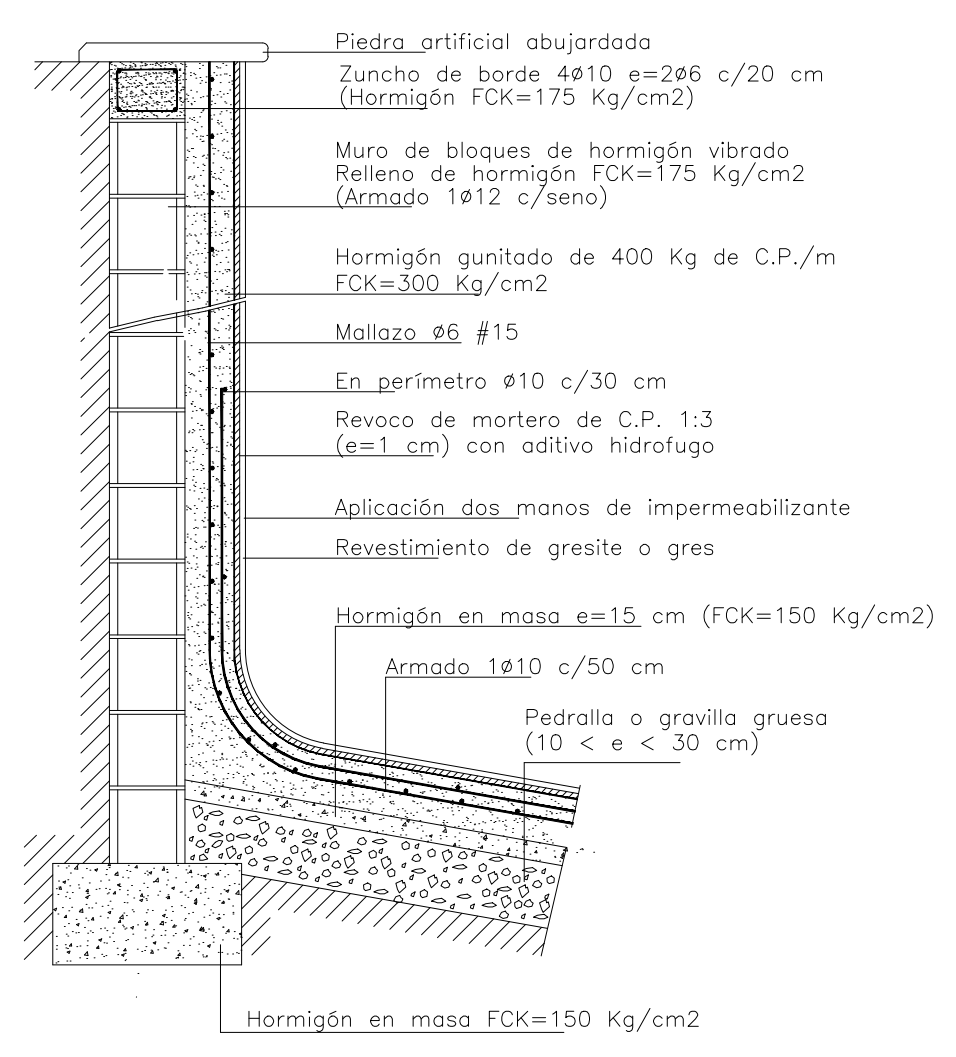 Piedra artificial abujardada
Zuncho de borde 4ø10 e=2ø6 c/20 cm
(Hormigón FCK=175 Kg/cm2)
Muro de bloques de hormigón vibrado
Relleno de hormigón FCK=175 Kg/cm2
(Armado 1ø12 c/seno)
Hormigón gunitado de 400 Kg de C.P./m
FCK=300 Kg/cm2
Mallazo ø6 #15
En perímetro ø10 c/30 cm
Revoco de mortero de C.P. 1:3
(e=1 cm) con aditivo hidrofugo
Aplicación dos manos de impermeabilizante
Revestimiento de gresite o gres
Hormigón en masa e=15 cm (FCK=150 Kg/cm2)
Armado 1ø10 c/50 cm
Pedralla o gravilla gruesa
(10 < e < 30 cm)
Hormigón en masa FCK=150 Kg/cm2